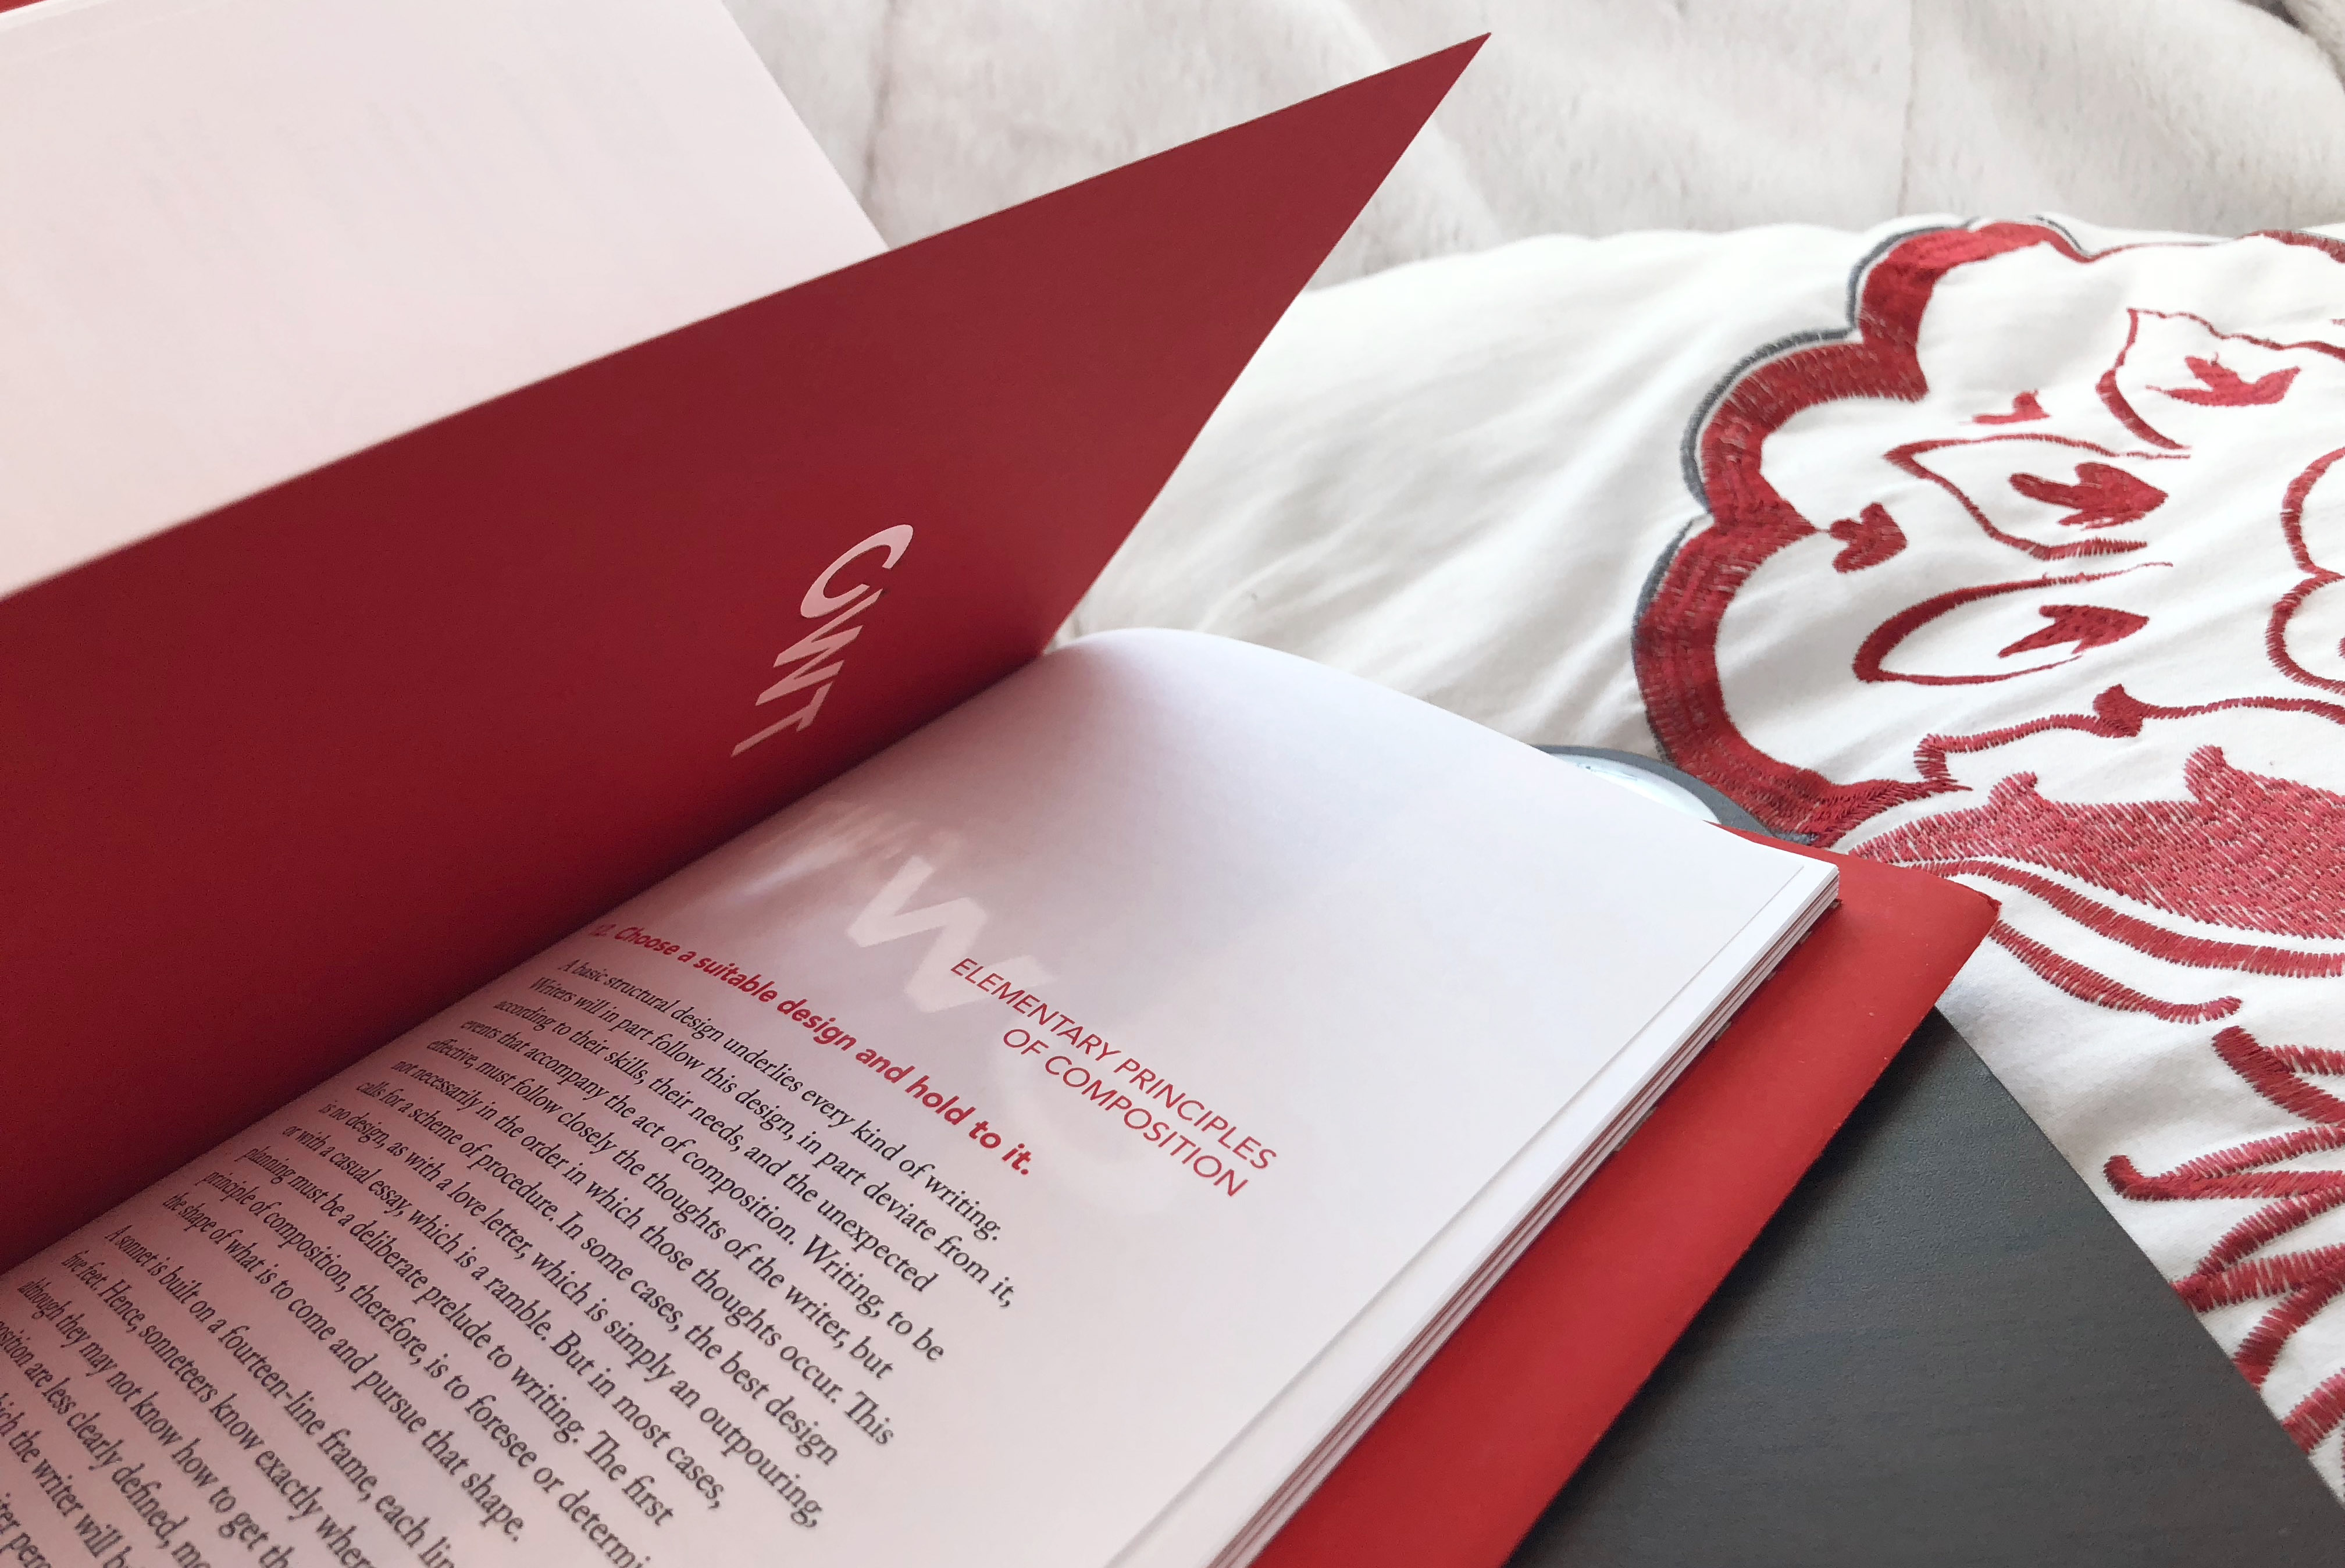 TWO
ELEMENTARY PRINCIPLES
OF COMPOSITION
12. Choose a suitable design and hold to it.
A basic structural design underlies every kind of writing.
Writers will in part follow this design, in part deviate from it,
according to their skills, their needs, and the unexpected
events that accompany the act of composition. Writing, to be
effective, must follow closely the thoughts of the writer, but
not necessarily in the order in which those thoughts occur. This
calls for a scheme of procedure. In some cases, the best design
is no design, as with a love letter, which is simply an outpouring,
or with a casual essay, which is a ramble. But in most cases,
planning must be a deliberate prelude to writing. The first
principle of composition, therefore, is to foresee or determi
the shape of what is to come and pursue that shape.
A sonnet is built on a fourteen-line frame, each lin
five feet. Hence, sonneteers know exactly wher
although they may not know how to get th
position are less clearly defined, mo
hich the writer will b